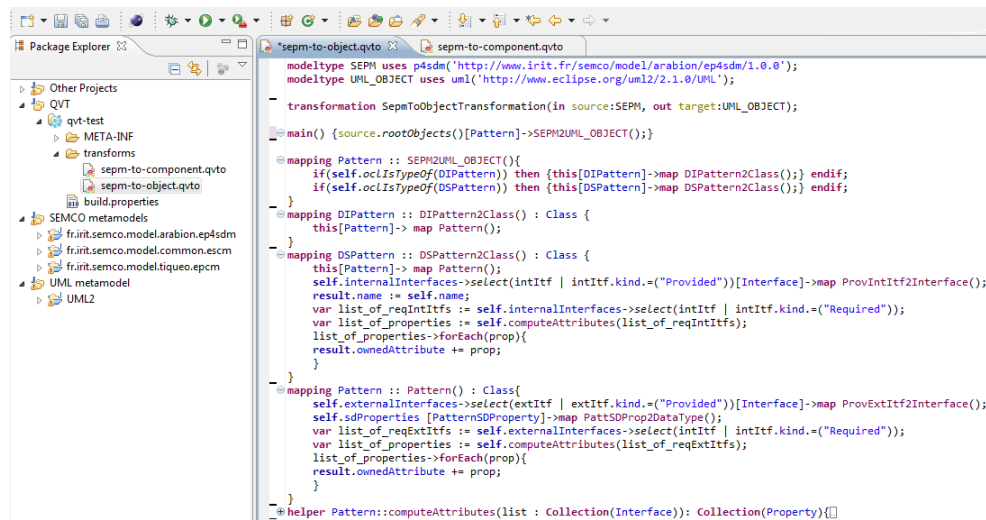 Package Explorer
Other Projects
QVT
qvt-test
META-INF
transforms
sepm-to-component.qvto
sepm-to-object.qvto
build.properties
SEMCO metamodels
fr.irit.semco.model.arabion.ep4sdm
fr.irit.semco.model.common.escm
fr.irit.semco.model.tiqueo.epcm
UML metamodel
UML2
*sepm-to-object.qvto
sepm-to-component.qvto
modeltype SEPM uses p4sdm('http://www.irit.fr/semco/model/arabion/ep4sdm/1.0.0');
modeltype UML_OBJECT uses uml('http://www.eclipse.org/uml2/2.1.0/UML');
transformation SepmToObjectTransformation(in source:SEPM, out target:UML_OBJECT);
main() {source.rootObjects()[Pattern]->SEPM2UML_OBJECT();}
mapping Pattern :: SEPM2UML_OBJECT(){
if(self.oclIsTypeOf(DIPattern)) then {this[DIPattern]->map DIPattern2Class();} endif;
if(self.oclIsTypeOf(DSPattern)) then {this[DSPattern]->map DSPattern2Class();} endif;
}
mapping DIPattern :: DIPattern2Class() : Class {
this[Pattern]-> map Pattern();
}
mapping DSPattern :: DSPattern2Class() : Class {
this[Pattern]-> map Pattern();
self.internalInterfaces->select(intItf | intItf.kind.=("Provided"))[Interface]->map ProvIntItf2Interface();
result.name := self.name;
var list_of_reqIntItfs := self.internalInterfaces->select(intItf | intItf.kind.=("Required"));
var list_of_properties := self.computeAttributes(list_of_reqIntItfs);
list_of_properties->forEach(prop){
result.ownedAttribute += prop;
}
}
mapping Pattern :: Pattern() : Class{
self.externalInterfaces->select(extItf | extItf.kind.=("Provided"))[Interface]->map ProvExtItf2Interface();
self.sdProperties [PatternSDProperty]->map PattSDProp2DataType();
var list_of_reqExtItfs := self.externalInterfaces->select(intItf | intItf.kind.=("Required"));
var list_of_properties := self.computeAttributes(list_of_reqExtItfs);
list_of_properties->forEach(prop){
result.ownedAttribute += prop;
}
}
helper Pattern::computeAttributes(list : Collection(Interface)): Collection(Property){